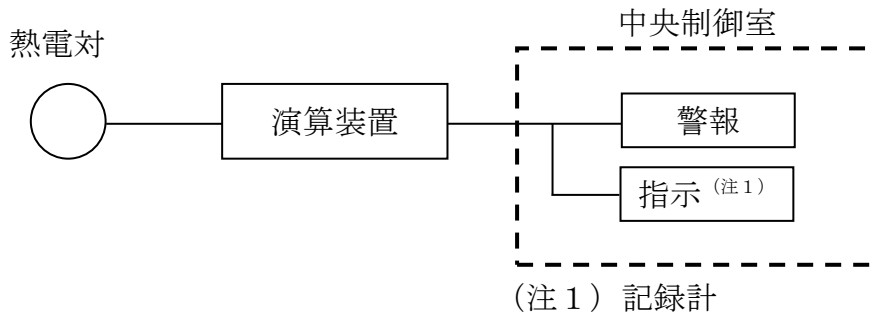 中央制御室
熱電対
演算装置
警報
指示（注１）
（注１）記録計